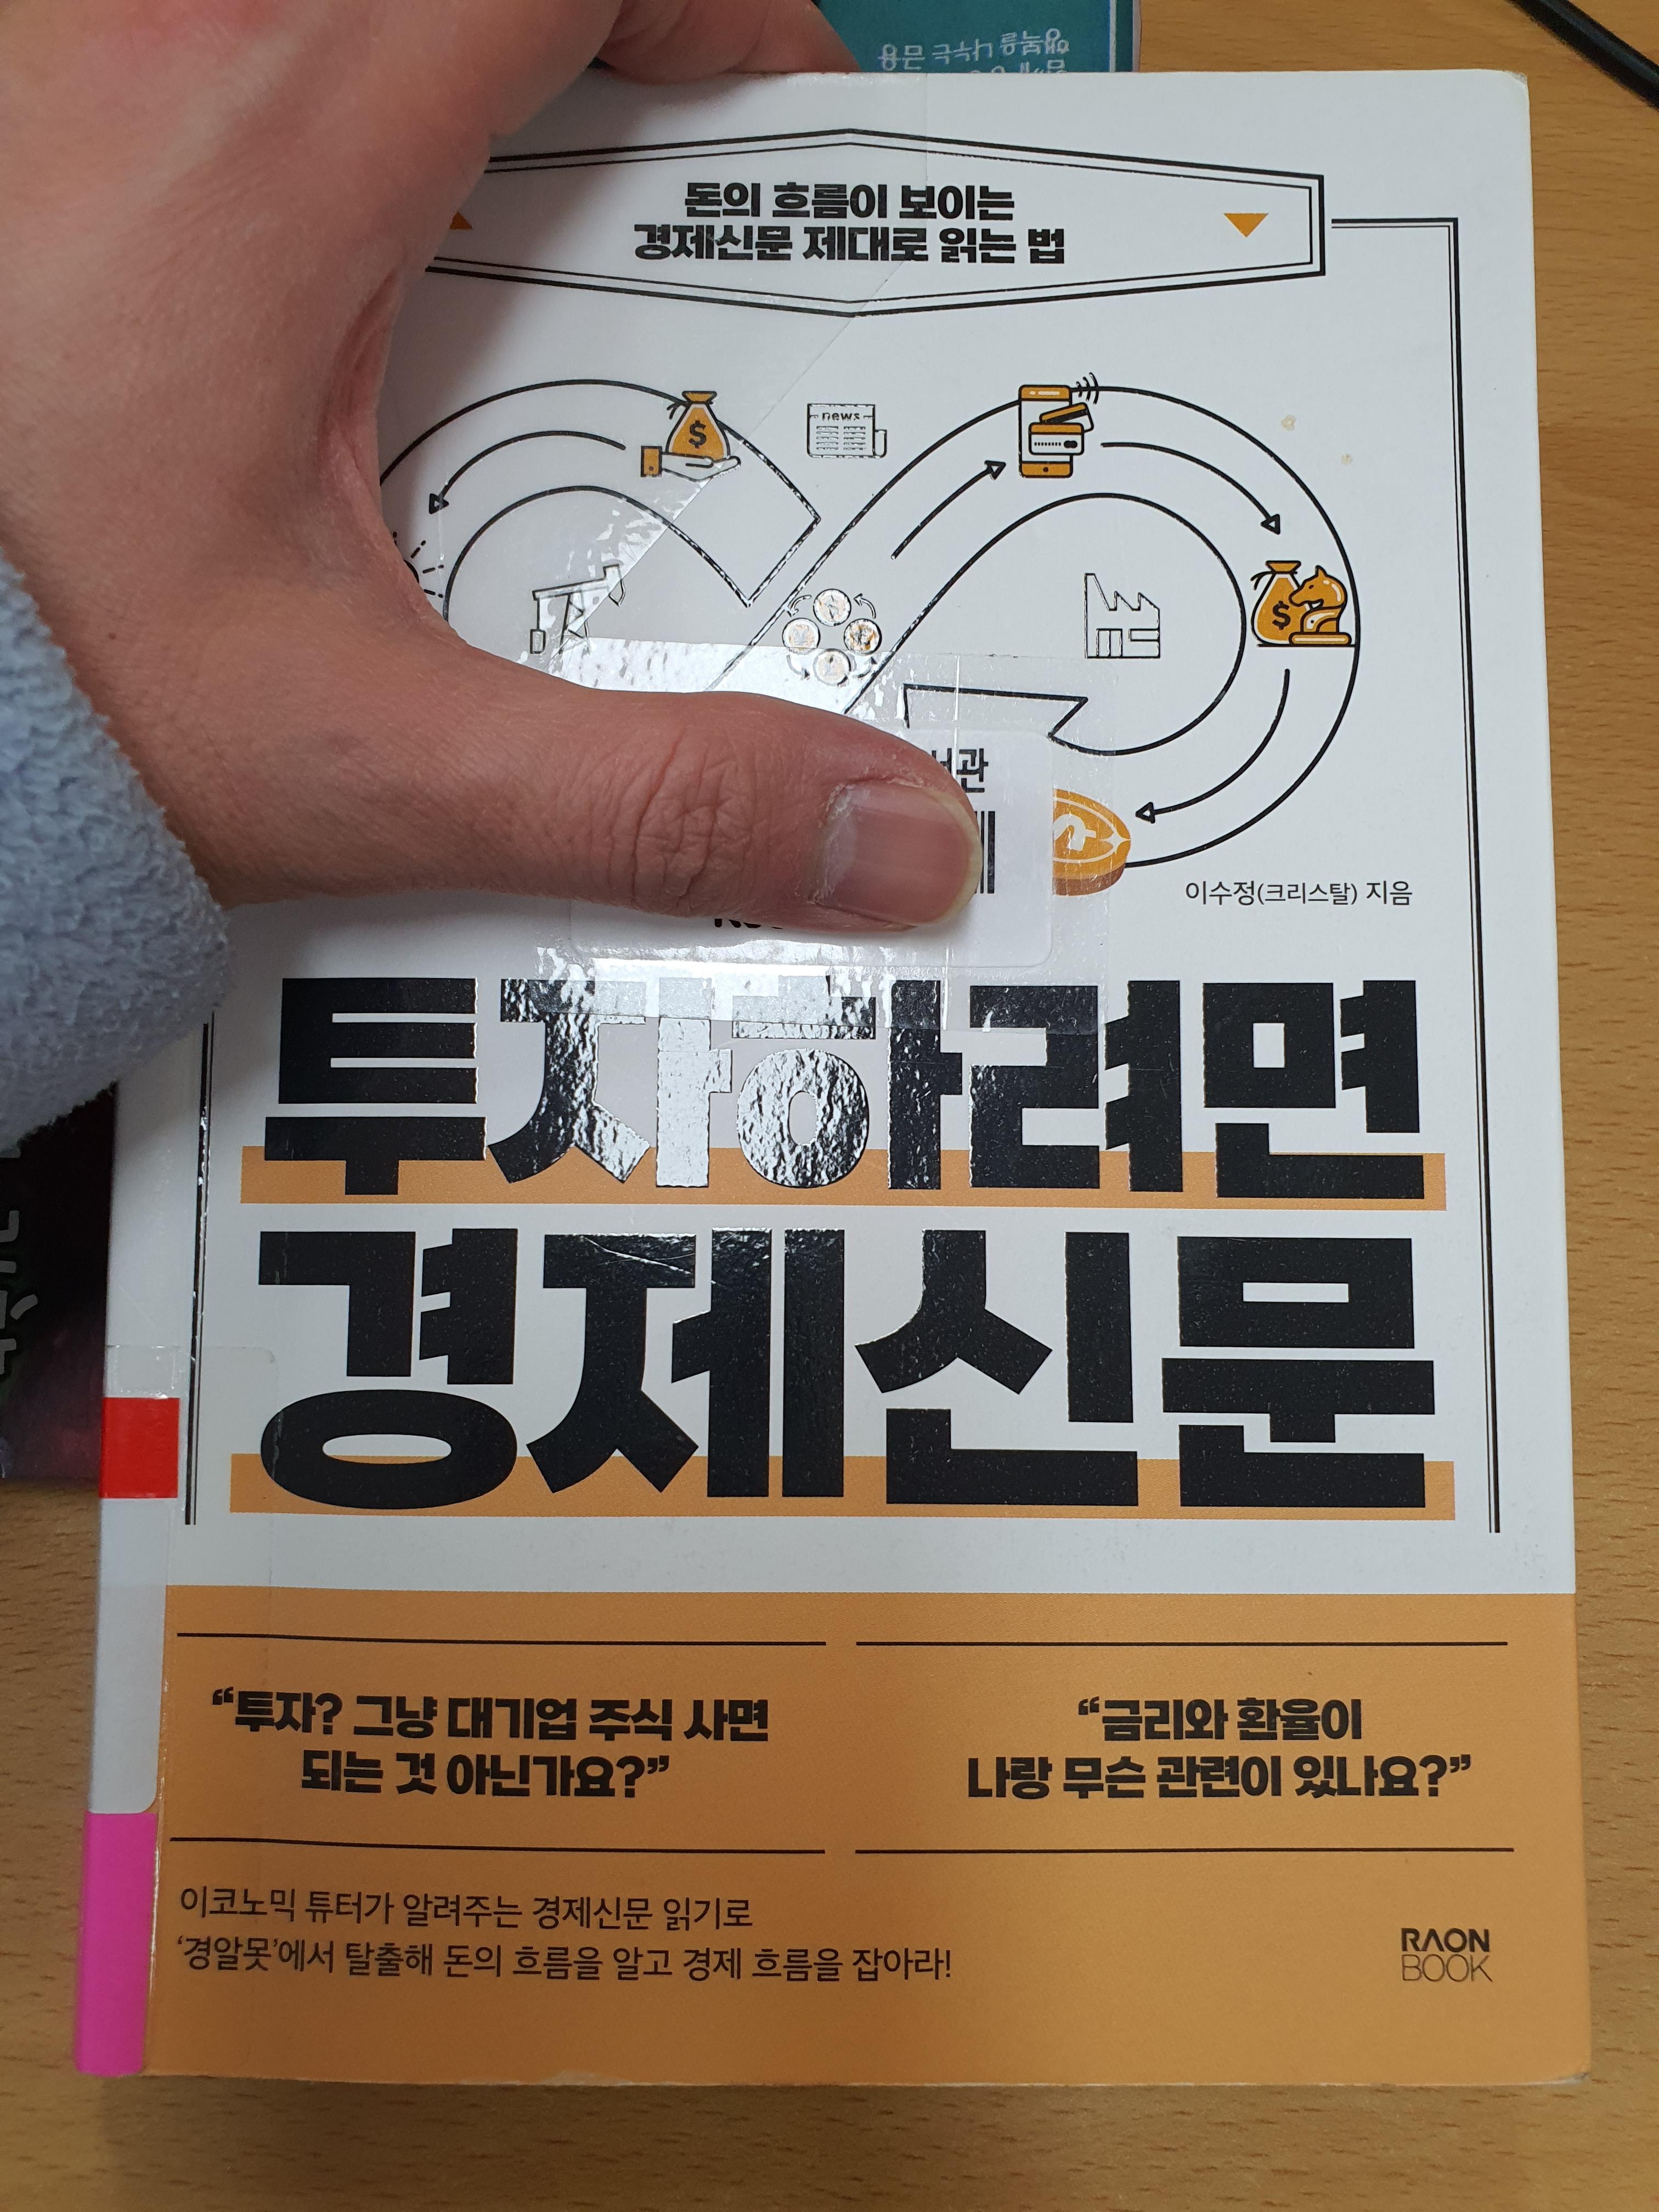 돈의 흐름이 보이는
경제신문 제대로 읽는 법
news
이수정(크리스탈) 지음
투자하려면
경제신문
“투자? 그냥 대기업 주식 사면
되는 것 아닌가요?”
“금리와 환율이
나랑 무슨 관련이 있나요?”
이코노믹 튜터가 알려주는 경제신문 읽기로
‘경알못’에서 탈출해 돈의 흐름을 알고 경제 흐름을 잡아라!
RAON
BOOK